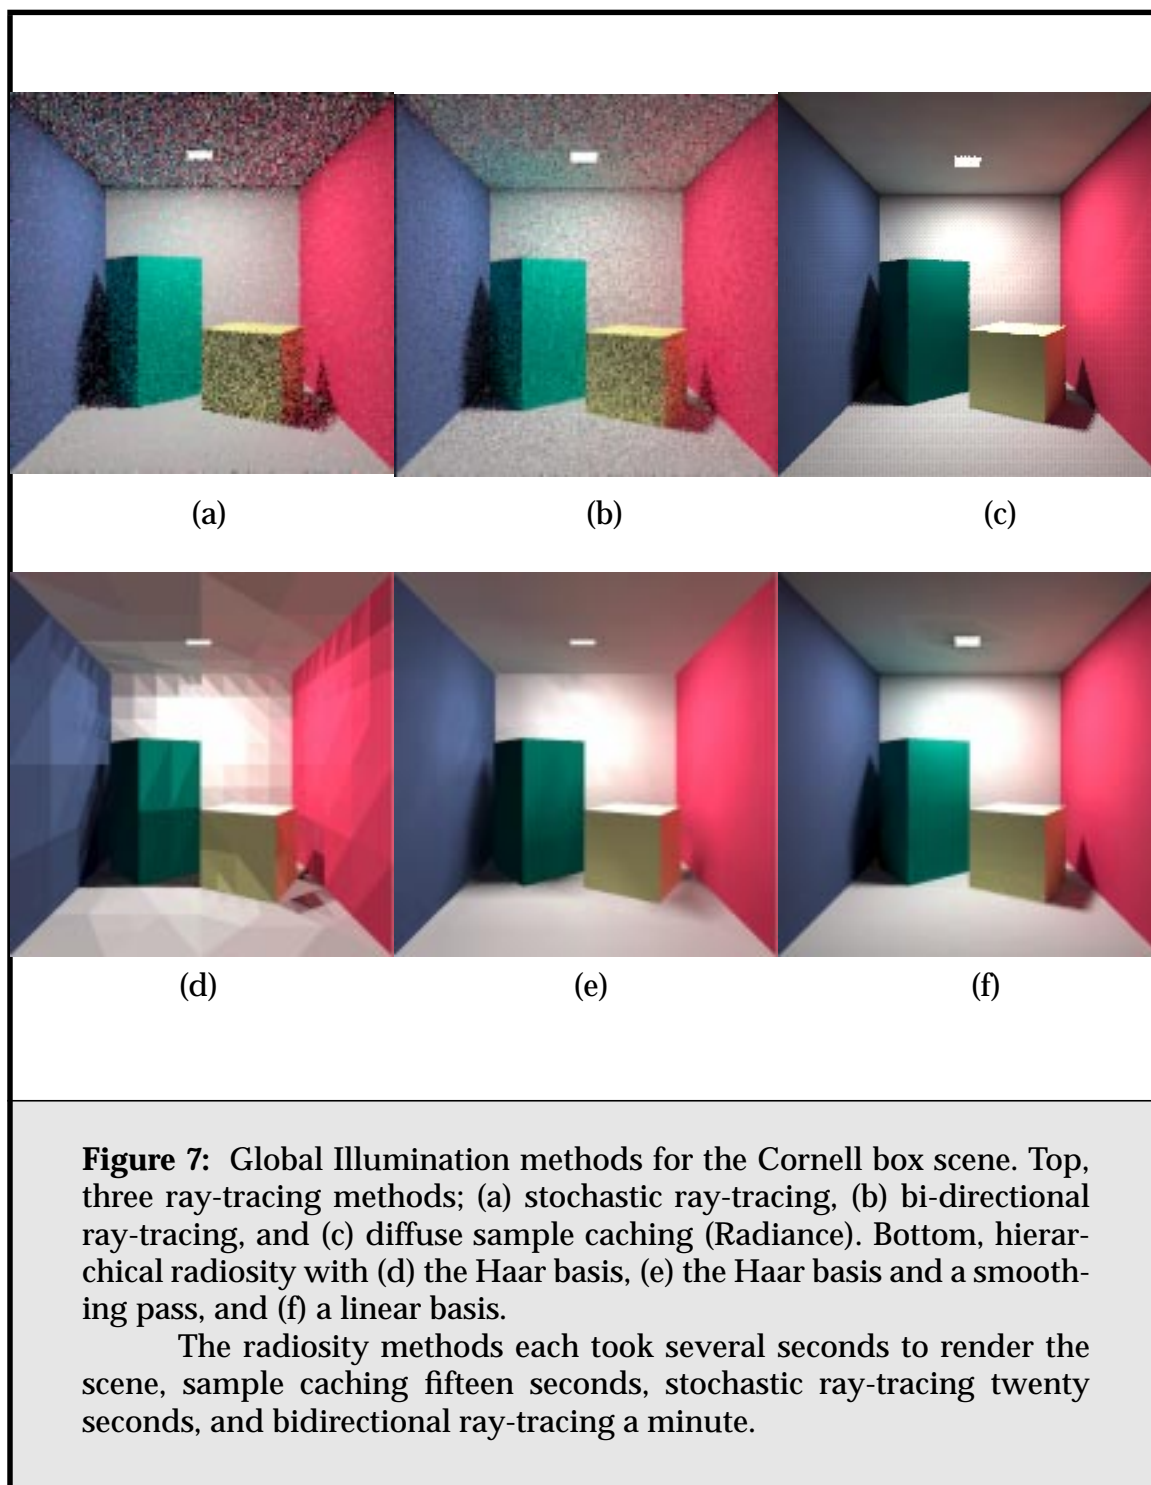 (a) (b) (c)
(d) (e) (f)
Figure 7: Global Illumination methods for the Cornell box scene. Top,
three ray-tracing methods; (a) stochastic ray-tracing, (b) bi-directional
ray-tracing, and (c) diffuse sample caching (Radiance). Bottom, hierar-
chical radiosity with (d) the Haar basis, (e) the Haar basis and a smooth-
ing pass, and (f) a linear basis.
The radiosity methods each took several seconds to render the
scene, sample caching fifteen seconds, stochastic ray-tracing twenty
seconds, and bidirectional ray-tracing a minute.